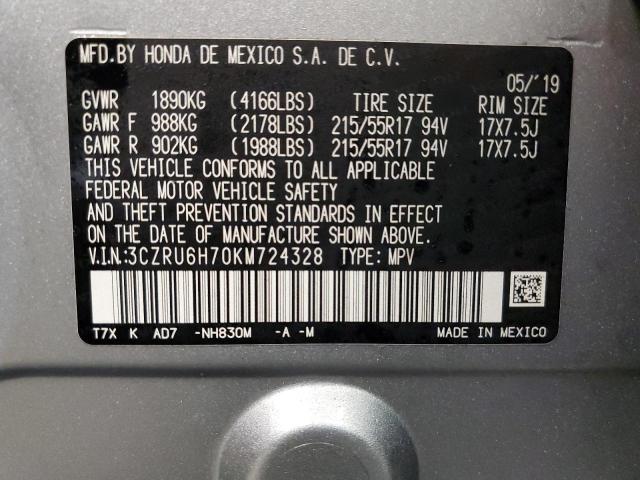 MFD.BY HONDA DE MEXICO S.A. DE C.V.
05/'19
GVWR 1890KG (4166LBS) TIRE SIZE RIM SIZE
GAWR F 988KG (2178LBS) 215/55R17 94V 17X7.5J
GAWR R 902KG (1988LBS) 215/55R17 94V 17X7.5J
THIS VEHICLE CONFORMS TO ALL APPLICABLE
FEDERAL MOTOR VEHICLE SAFETY
AND THEFT PREVENTION STANDARDS IN EFFECT ON
THE DATE OF MANUFACTURE SHOWN ABOVE.
V.I.N.:3CZRU6H70KM724328 TYPE: MPV
T7X K AD7 -NH830M -A -M MADE IN MEXICO